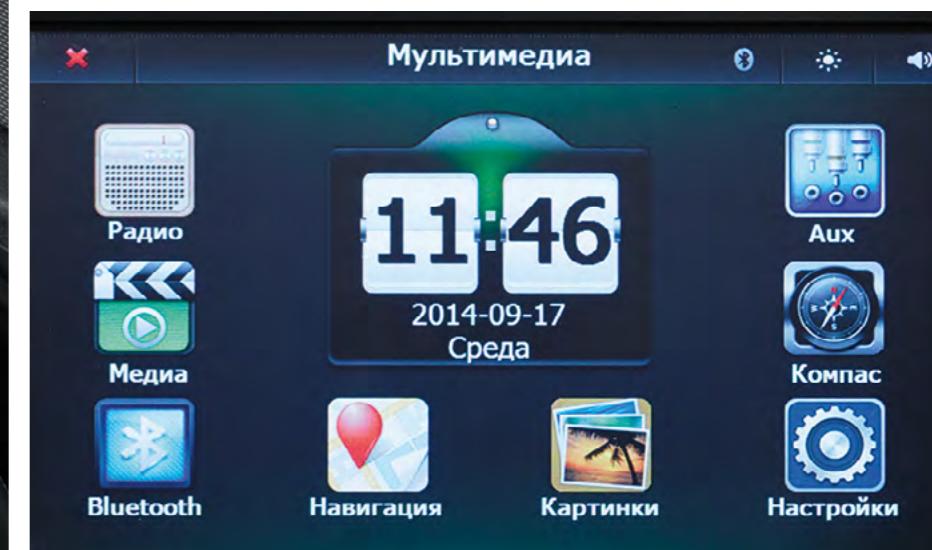 Мультимедиа
Радио
11:46
Aux
2014-09-17
Среда
Медиа
Компас
Bluetooth
Навигация
Картинки
Настройки